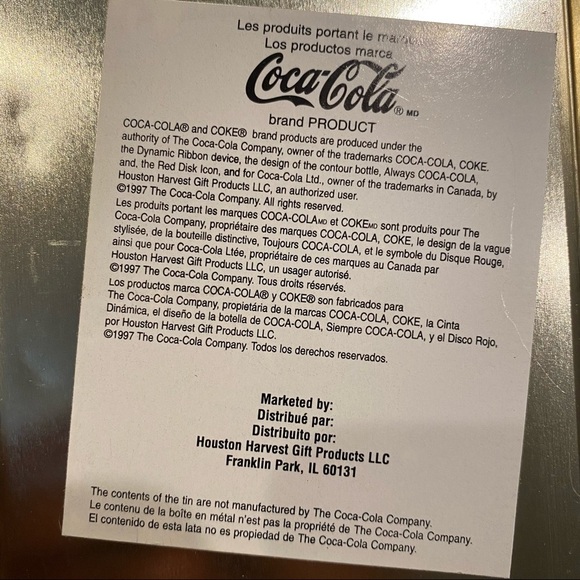 Les produits portant le marque
Los productos marca
Coca-Cola® MD
brand PRODUCT
COCA-COLA® and COKE® brand products are produced under the
authority of The Coca-Cola Company, owner of the trademarks COCA-COLA, COKE.
the Dynamic Ribbon device, the design of the contour bottle, Always COCA-COLA,
and, the Red Disk Icon, and for Coca-Cola Ltd., owner of the trademarks in Canada, by
Houston Harvest Gift Products LLC, an authorized user.
©1997 The Coca-Cola Company. All rights reserved.
Les produits portant les marques COCA-COLAMD et COKEMD sont produits pour The
Coca-Cola Company, propriétaire des marques COCA-COLA, COKE, le design de la vague
stylisée, de la bouteille distinctive, Toujours COCA-COLA, et le symbole du Disque Rouge,
ainsi que pour Coca-Cola Ltée, propriétaire de ces marques au Canada par
Houston Harvest Gift Products LLC, un usager autorisé.
©1997 The Coca-Cola Company. Tous droits réservés.
Los productos marca COCA-COLA® y COKE® son fabricados para
The Coca-Cola Company, propietária de la marcas COCA-COLA, COKE, la Cinta
Dinámica, el diseño de la botella de COCA-COLA, Siempre COCA-COLA, y el Disco Rojo,
por Houston Harvest Gift Products LLC.
©1997 The Coca-Cola Company. Todos los derechos reservados.
Marketed by:
Distribué par:
Distribuito por:
Houston Harvest Gift Products LLC
Franklin Park, IL 60131
The contents of the tin are not manufactured by The Coca-Cola Company.
Le contenu de la boîte en métal n'est pas la propriété de The Coca-Cola Company.
El contenido de esta lata no es propiedad de The Coca-Cola Company.